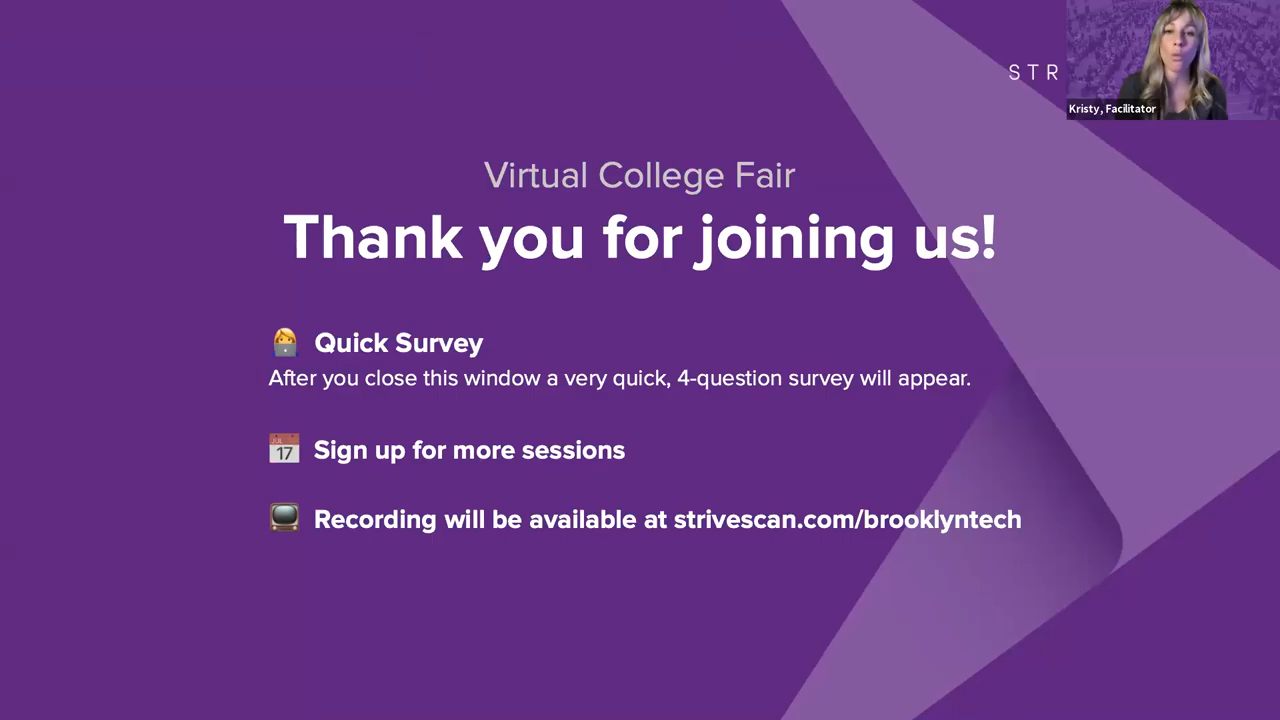 STR
Kristy, Facilitator
Virtual College Fair
Thank you for joining us!
Quick Survey
After you close this window a very quick, 4-question survey will appear.
JUL
17
Sign up for more sessions
Recording will be available at strivescan.com/brooklyntech